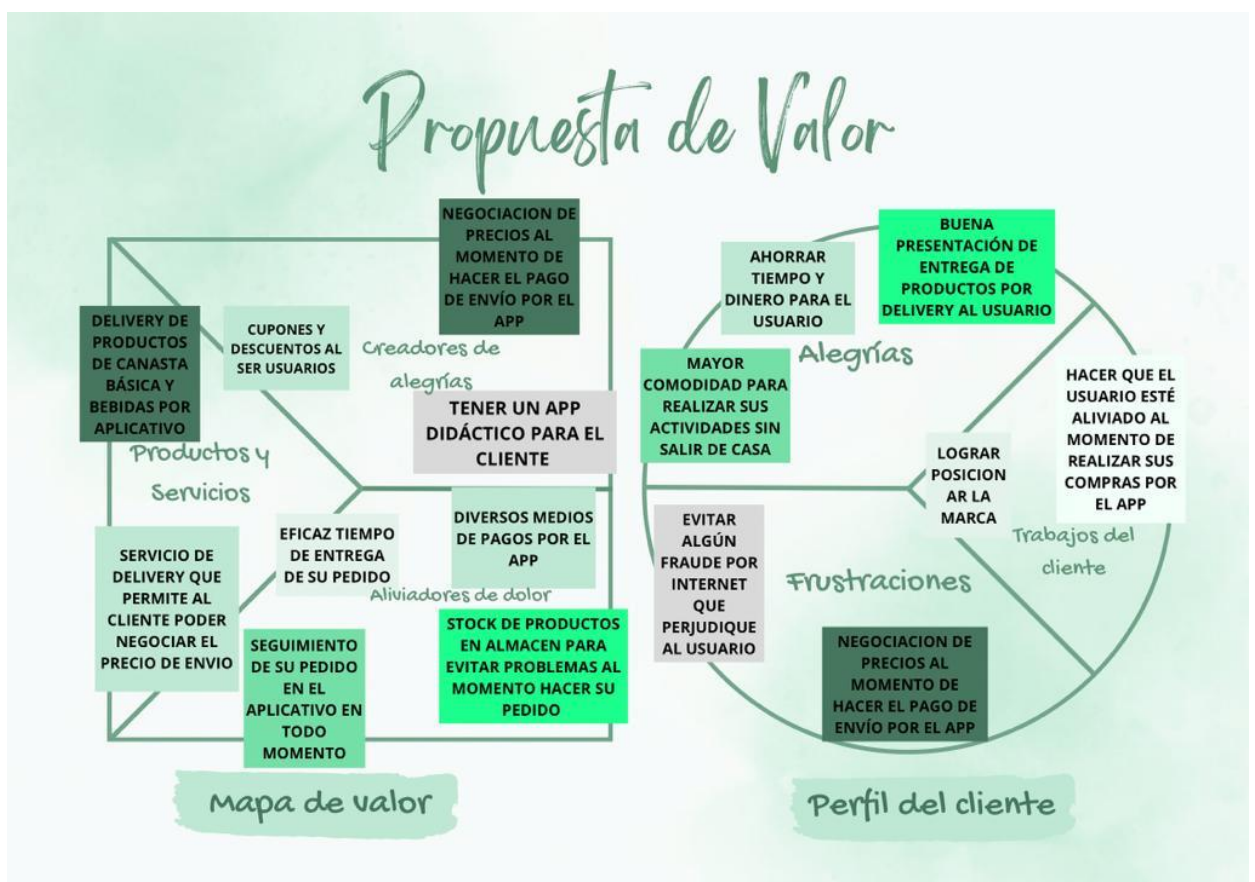 Propuesta de Valor
NEGOCIACION DE
PRECIOS AL
MOMENTO DE
HACER EL PAGO
DE ENVÍO POR EL
APP
DELIVERY DE
PRODUCTOS
DE CANASTA
BÁSICA Y
BEBIDAS POR
APLICATIVO
CUPONES Y
DESCUENTOS AL
SER USUARIOS
Creadores de
alegrías
TENER UN APP
DIDÁCTICO PARA EL
CLIENTE
Productos y
Servicios
SERVICIO DE
DELIVERY QUE
PERMITE AL
CLIENTE PODER
NEGOCIAR EL
PRECIO DE ENVIO
EFICAZ TIEMPO
DE ENTREGA
DE SU PEDIDO
DIVERSOS MEDIOS
DE PAGOS POR EL
APP
Aliviadores de dolor
SEGUIMIENTO
DE SU PEDIDO
EN EL
APLICATIVO EN
TODO
MOMENTO
STOCK DE PRODUCTOS
EN ALMACEN PARA
EVITAR PROBLEMAS AL
MOMENTO HACER SU
PEDIDO
Mapa de valor
AHORRAR
TIEMPO Y
DINERO PARA EL
USUARIO
BUENA
PRESENTACIÓN DE
ENTREGA DE
PRODUCTOS POR
DELIVERY AL USUARIO
Alegrías
MAYOR
COMODIDAD PARA
REALIZAR SUS
ACTIVIDADES SIN
SALIR DE CASA
HACER QUE EL
USUARIO ESTÉ
ALIVIADO AL
MOMENTO DE
REALIZAR SUS
COMPRAS POR
EL APP
LOGRAR
POSICION
AR LA
MARCA
Trabajos del
cliente
EVITAR
ALGÚN
FRAUDE POR
INTERNET
QUE
PERJUDIQUE
AL USUARIO
Frustraciones
NEGOCIACION DE
PRECIOS AL
MOMENTO DE
HACER EL PAGO DE
ENVÍO POR EL APP
Perfil del cliente